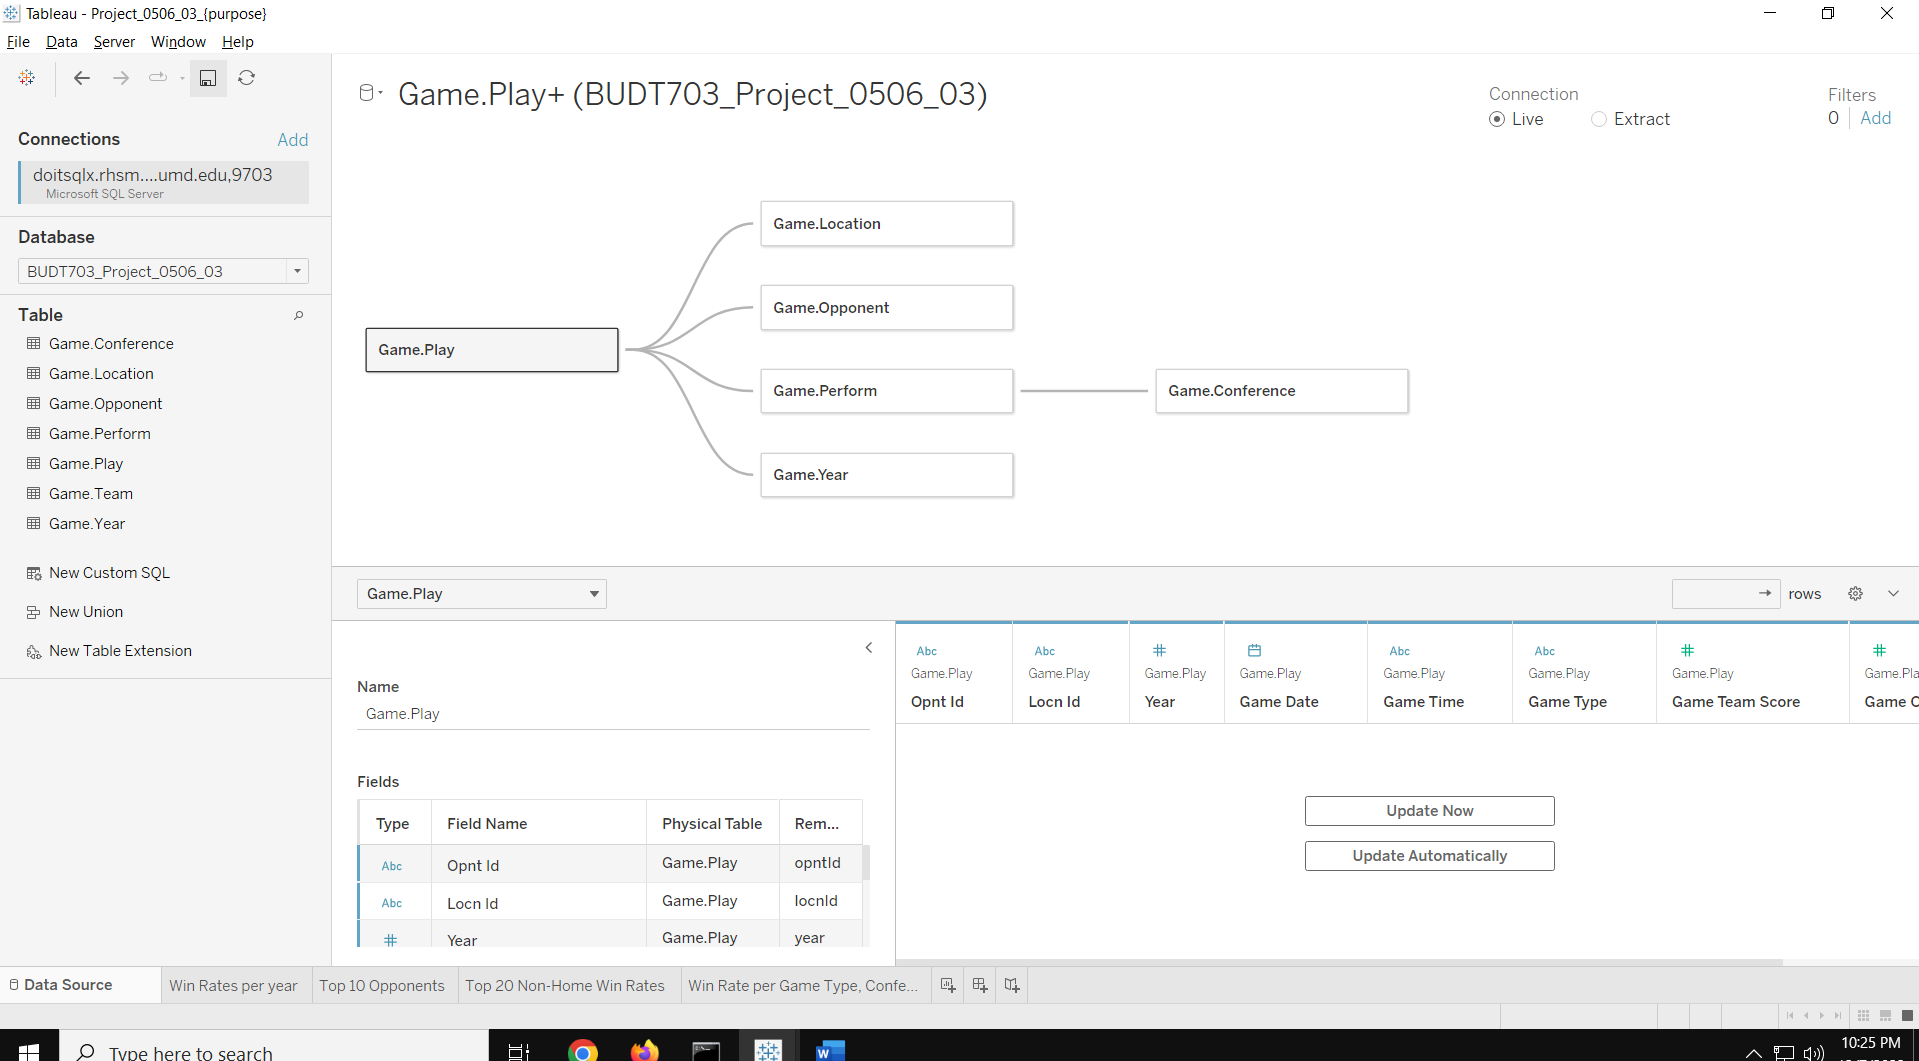 Tableau - Project_0506_03_{purpose}
File Data Server Window Help
Connections Add
doitsqlx.rhsm....umd.edu,9703
Microsoft SQL Server
Database
BUDT703_Project_0506_03
Table
Game.Conference
Game.Location
Game.Opponent
Game.Perform
Game.Play
Game.Team
Game.Year
New Custom SQL
New Union
New Table Extension
Game.Play+ (BUDT703_Project_0506_03)
Connection
Live Extract
Filters
0 Add
Game.Location
Game.Opponent
Game.Play
Game.Perform
Game.Conference
Game.Year
Game.Play
rows
Name
Game.Play
Fields
Type Field Name Physical Table Rem...
Abc Opnt Id Game.Play opntId
Abc Locn Id Game.Play locnId
# Year Game.Play year
Abc Abc # Abc Abc # #
Game.Play Game.Play Game.Play Game.Play Game.Play Game.Play Game.Play Game.Pla
Opnt Id Locn Id Year Game Date Game Time Game Type Game Team Score Game O
Update Now
Update Automatically
Data Source Win Rates per year Top 10 Opponents Top 20 Non-Home Win Rates Win Rate per Game Type, Confe...
Type here to search
10:25 PM